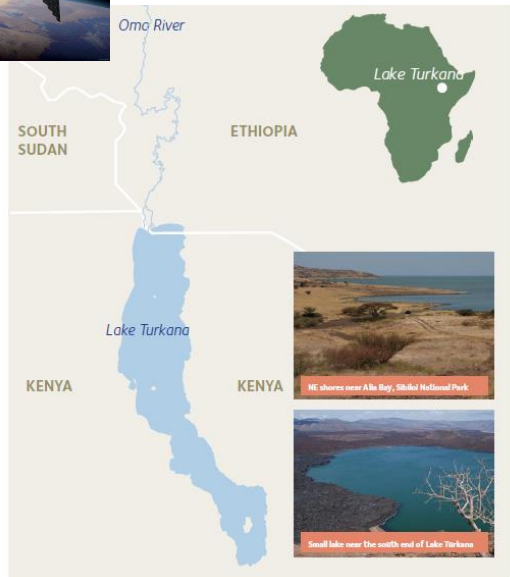 Omo River
Lake Turkana
SOUTH
SUDAN
ETHIOPIA
Lake Turkana
KENYA
KENYA
NE shores near Alia Bay, Sibiloi National Park
Small lake near the south end of Lake Turkana